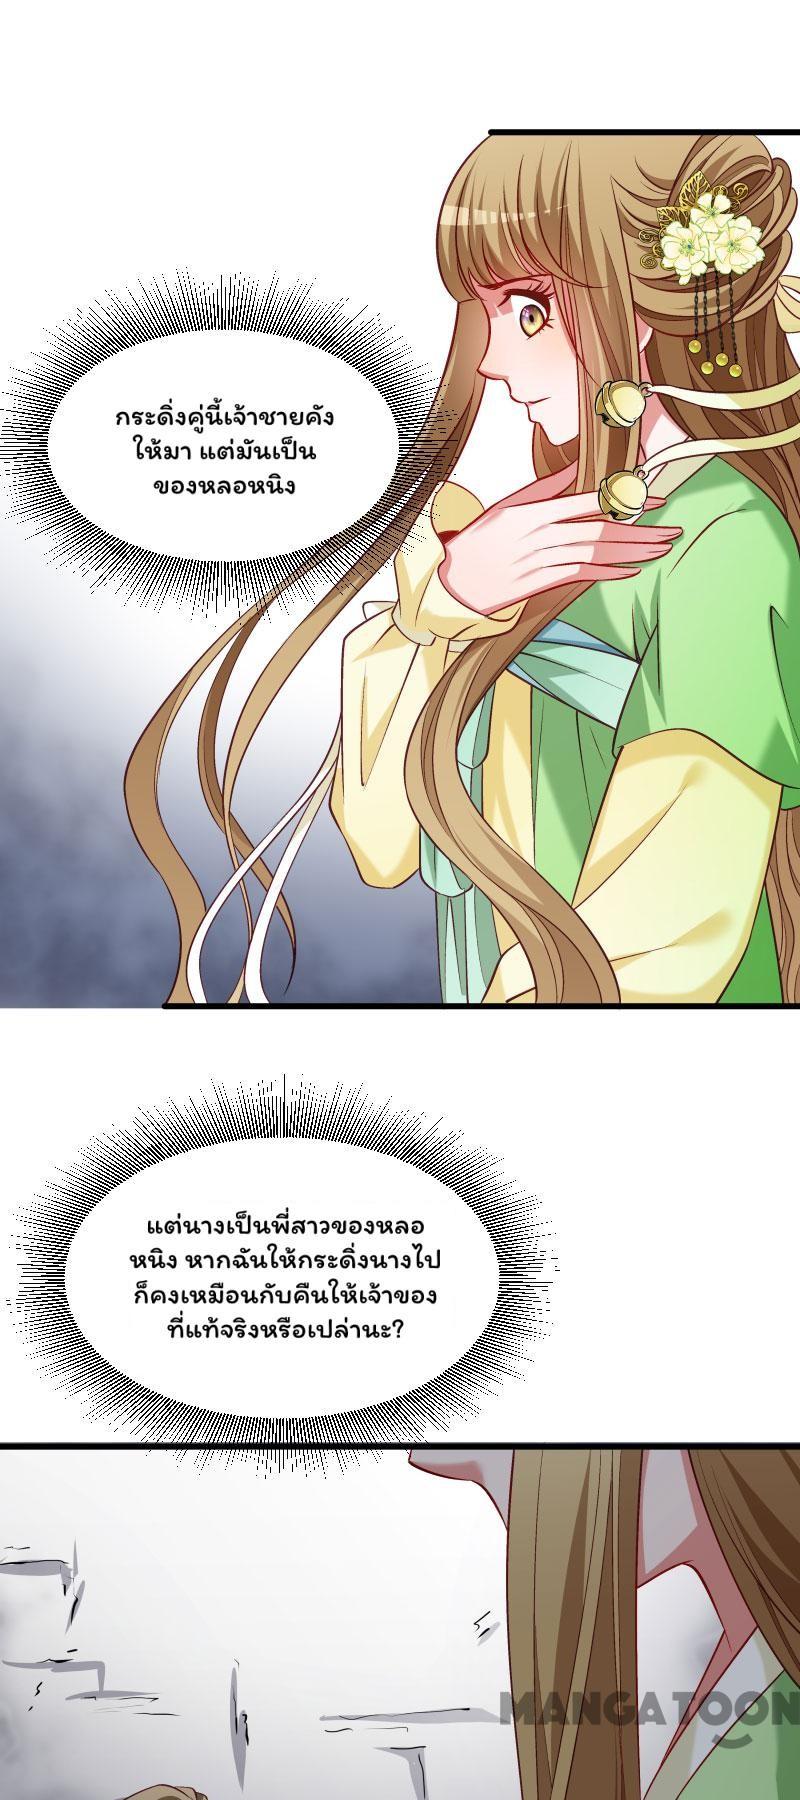 กระดิ่งคู่นี้เจ้าชายคัง
ให้มา แต่มันเป็น
ของหลอหนิง
แต่นางเป็นพี่สาวของหลอ
หนิง หากฉันให้กระดิ่งนางไป
ก็คงเหมือนกับคืนให้เจ้าของ
ที่แท้จริงหรือเปล่านะ?
MANGATOON